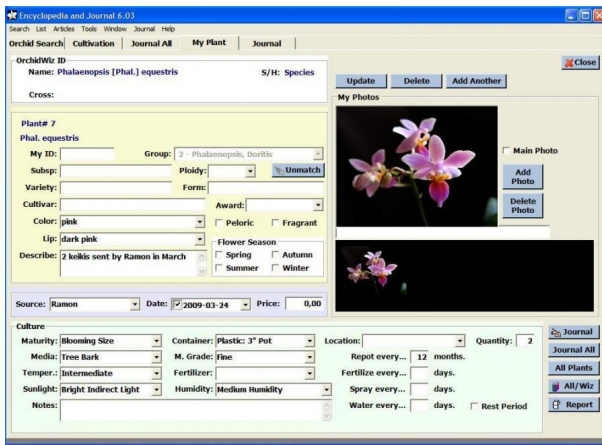 Encyclopedia and Journal 6.03
Search List Articles Tools Window Journal Help
Orchid Search Cultivation Journal All My Plant Journal
OrchidWiz ID
Close
Name: Phalaenopsis [Phal.] equestris S/H: Species
Update Delete Add Another
Cross:
My Photos
Plant# 7
Phal. equestris
My ID: Group: 2 - Phalaenopsis, Doritis
Main Photo
Subsp: Ploidy: Unmatch
Add Photo
Variety: Form:
Delete Photo
Cultivar: Award:
Color: pink Peloric Fragrant
Lip: dark pink
Flower Season
Describe: 2 keikis sent by Ramon in March
Spring Autumn
Summer Winter
Source: Ramon Date: 2009-03-24 Price: 0,00
Culture
Maturity: Blooming Size Container: Plastic: 3" Pot Location: Quantity: 2
Journal
Media: Tree Bark M. Grade: Fine Repot every... 12 months.
Journal All
Temper.: Intermediate Fertilizer: Fertilize every... days.
All Plants
Sunlight: Bright Indirect Light Humidity: Medium Humidity Spray every... days.
All/Wiz
Notes: Water every... days. Rest Period
Report